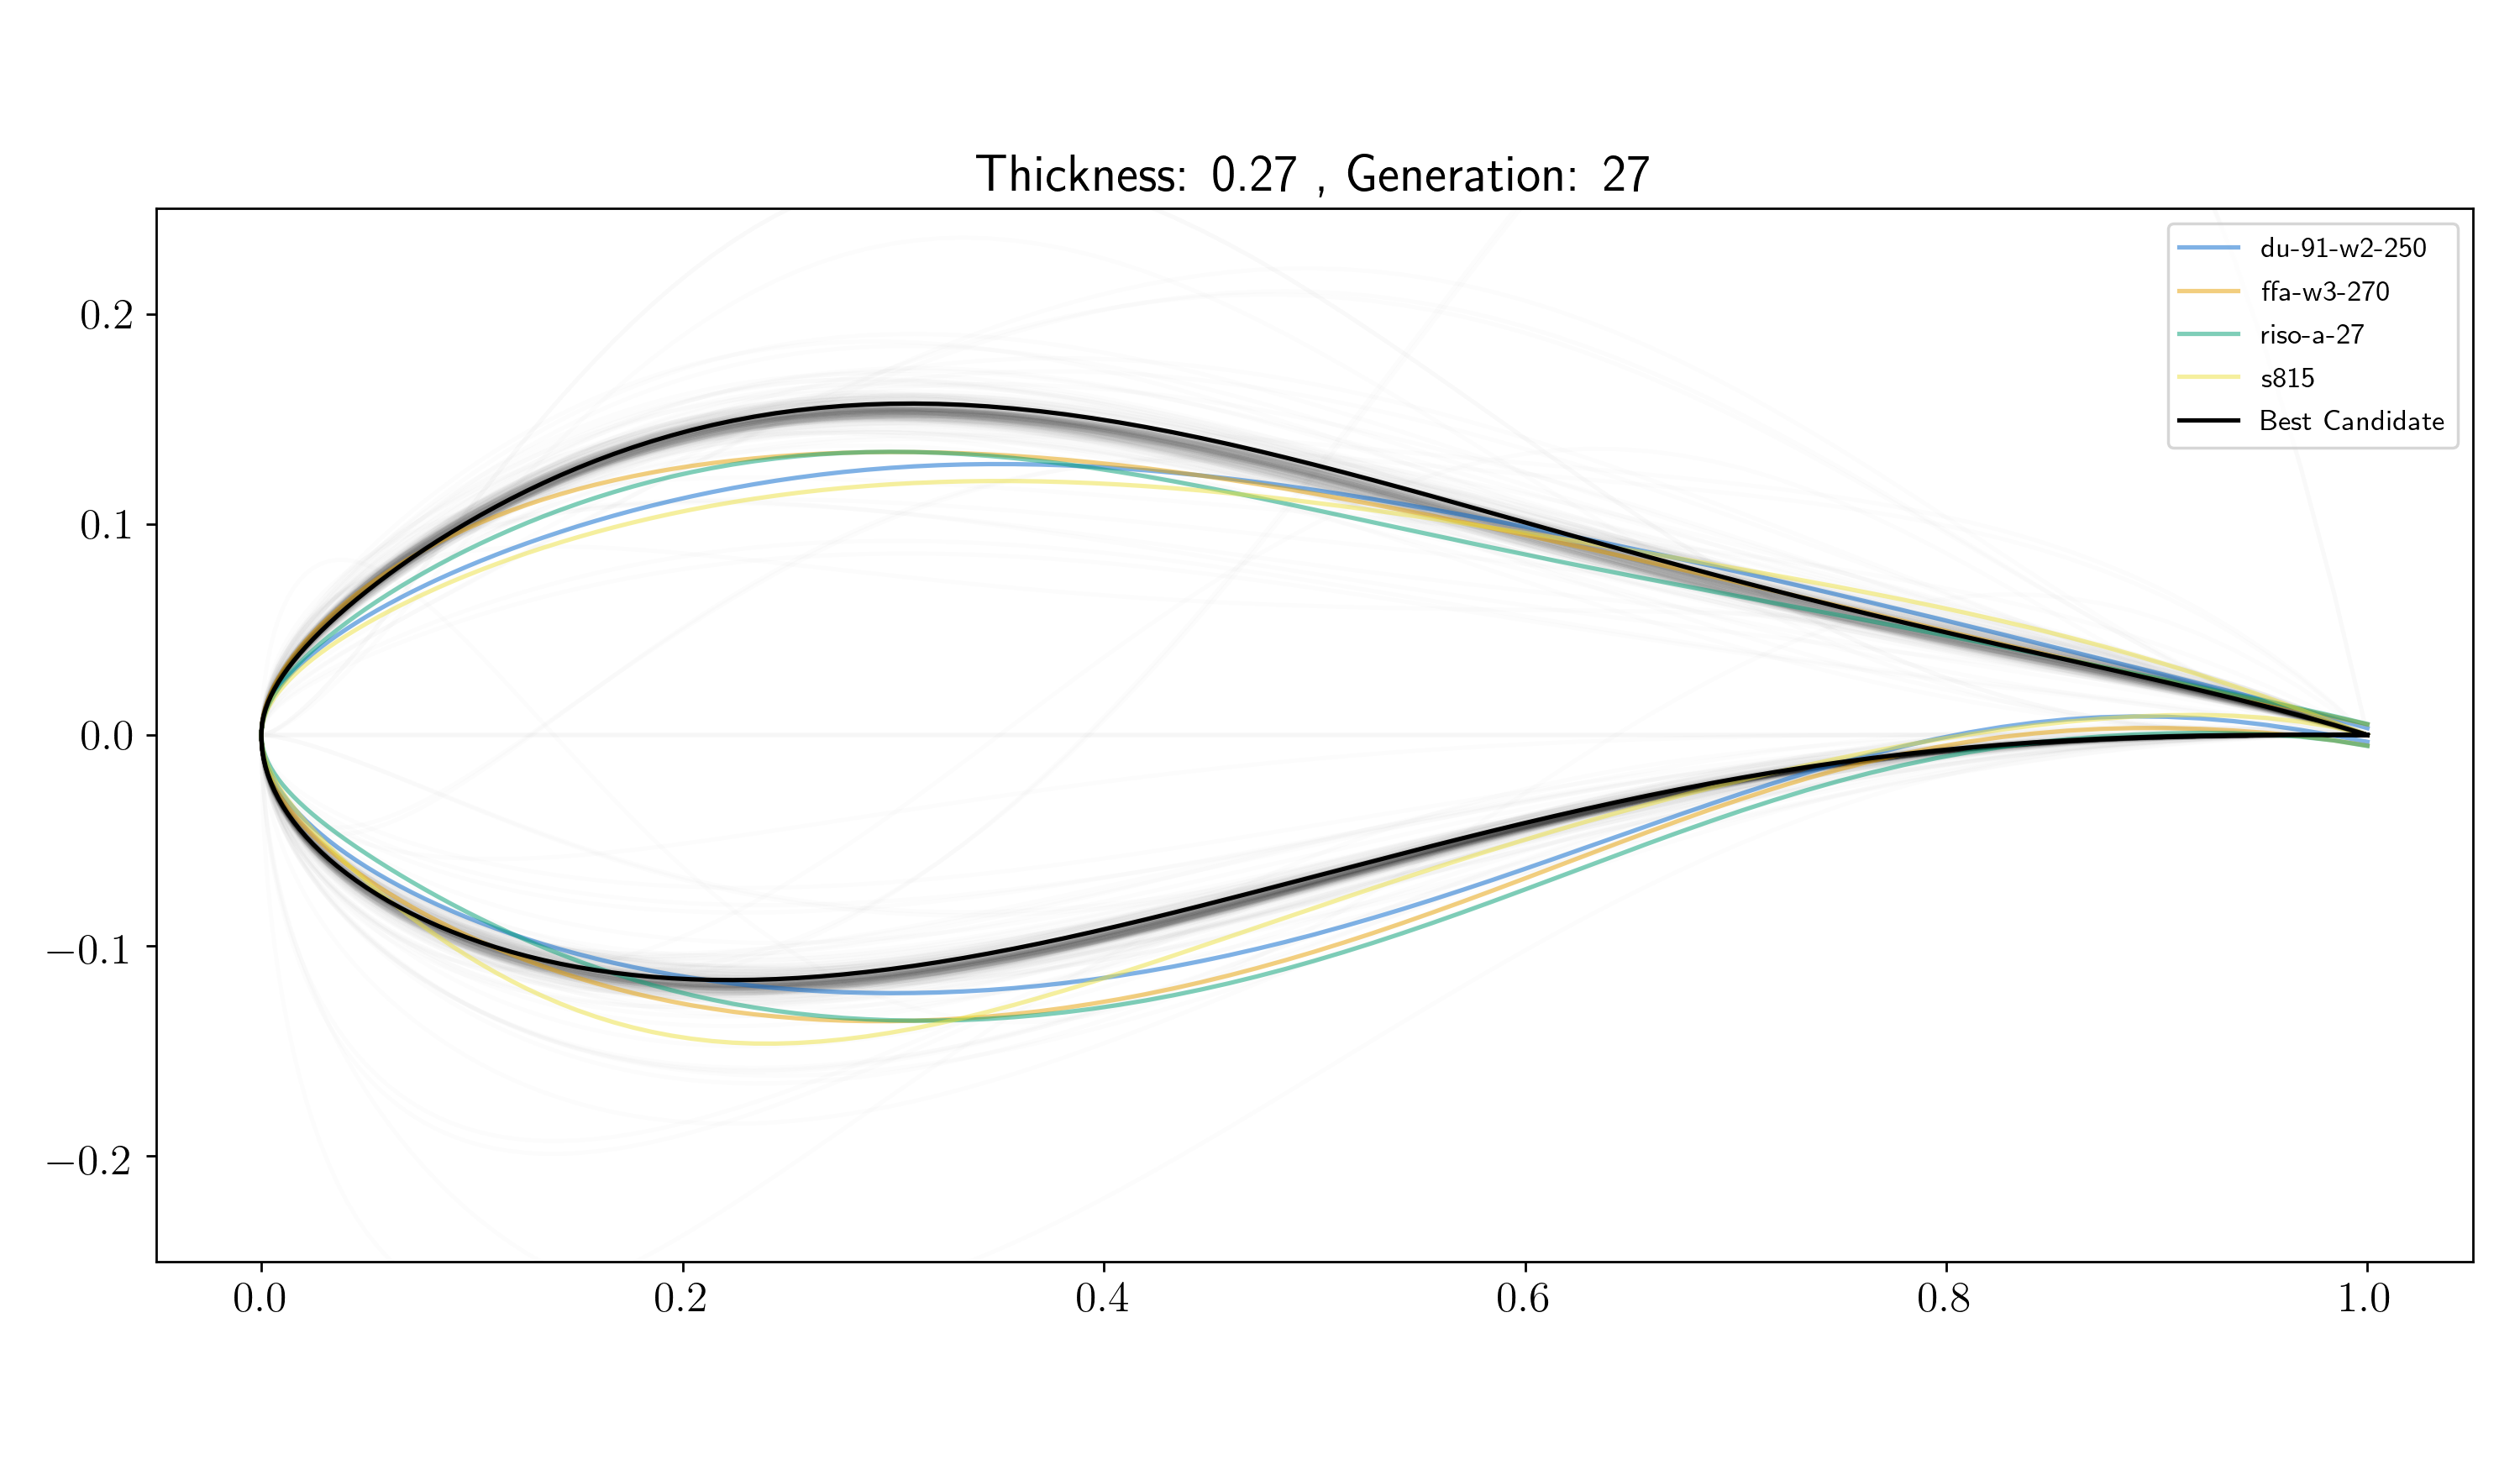 Thickness: 0.27 , Generation: 27
du-91-w2-250
ffa-w3-270
riso-a-27
s815
Best Candidate
0.2
0.1
0.0
−0.1
−0.2
0.0 0.2 0.4 0.6 0.8 1.0